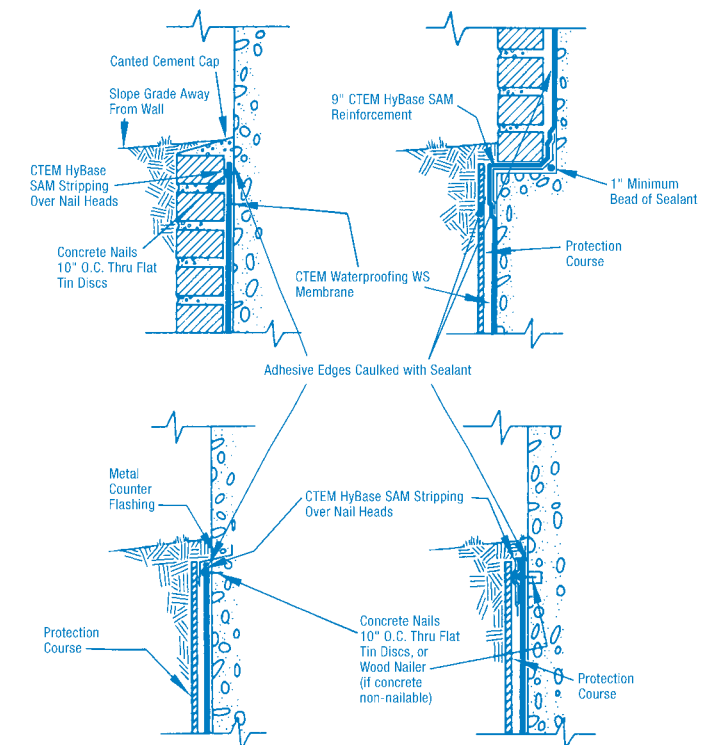 Canted Cement Cap
Slope Grade Away
From Wall
9" CTEM HyBase SAM
Reinforcement
CTEM HyBase
SAM Stripping
Over Nail Heads
1" Minimum
Bead of Sealant
Concrete Nails
10" O.C. Thru Flat
Tin Discs
Protection
Course
CTEM Waterproofing WS
Membrane
Adhesive Edges Caulked with Sealant
Metal
Counter
Flashing
CTEM HyBase SAM Stripping
Over Nail Heads
Protection
Course
Concrete Nails
10" O.C. Thru Flat
Tin Discs, or
Wood Nailer
(if concrete
non-nailable)
Protection
Course